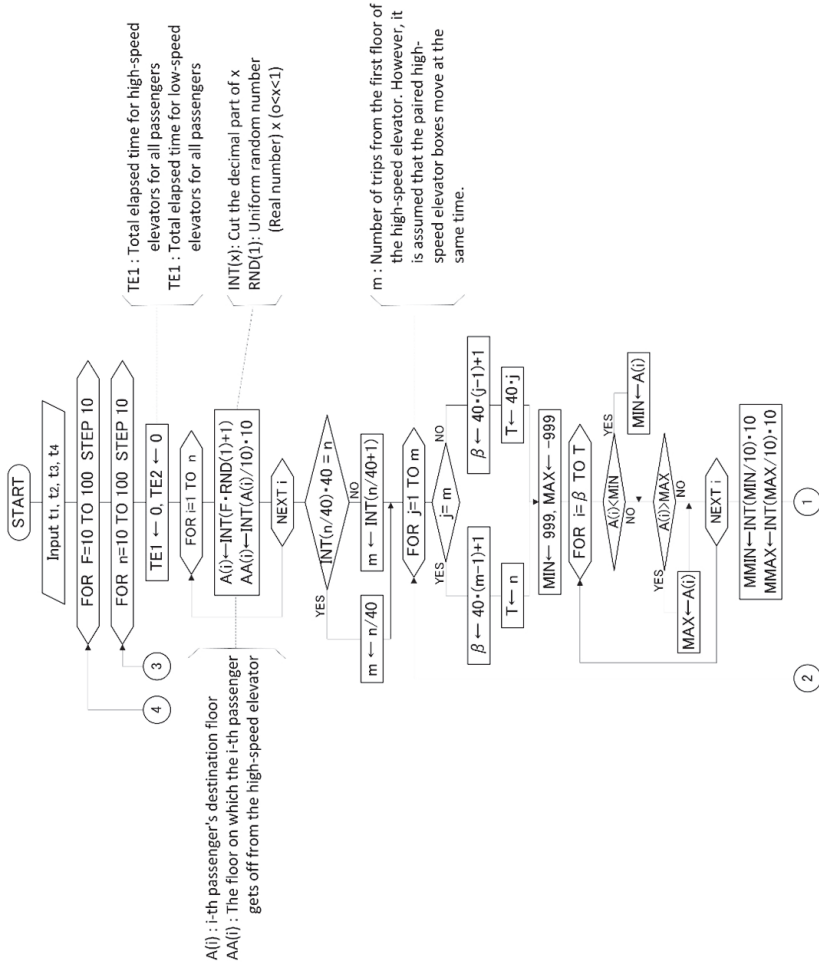 START
Input t1, t2, t3, t4
FOR F=10 TO 100 STEP 10
FOR n=10 TO 100 STEP 10
4
3
TE1 ← 0, TE2 ← 0
TE1 : Total elapsed time for high-speed
elevators for all passengers
TE1 : Total elapsed time for low-speed
elevators for all passengers
FOR i=1 TO n
A(i)←INT(F・RND(1)+1)
AA(i)←INT(A(i)/10)・10
INT(x): Cut the decimal part of x
RND(1): Uniform random number
(Real number) x (o<x<1)
A(i) : i-th passenger's destination floor
AA(i) : The floor on which the i-th passenger
gets off from the high-speed elevator
NEXT i
INT(n/40)・40 = n
YES
NO
m ← n/40
m ← INT(n/40+1)
FOR j=1 TO m
m : Number of trips from the first floor of
the high-speed elevator. However, it
is assumed that the paired high-
speed elevator boxes move at the
same time.
j= m
YES
NO
β ← 40・(m-1)+1
β ← 40・(j-1)+1
T← n
T← 40・j
MIN← 999, MAX← -999
FOR i= β TO T
A(i)<MIN
YES
NO
MIN←A(i)
A(i)>MAX
YES
NO
MAX←A(i)
NEXT i
MMIN←INT(MIN/10)・10
MMAX←INT(MAX/10)・10
2
1